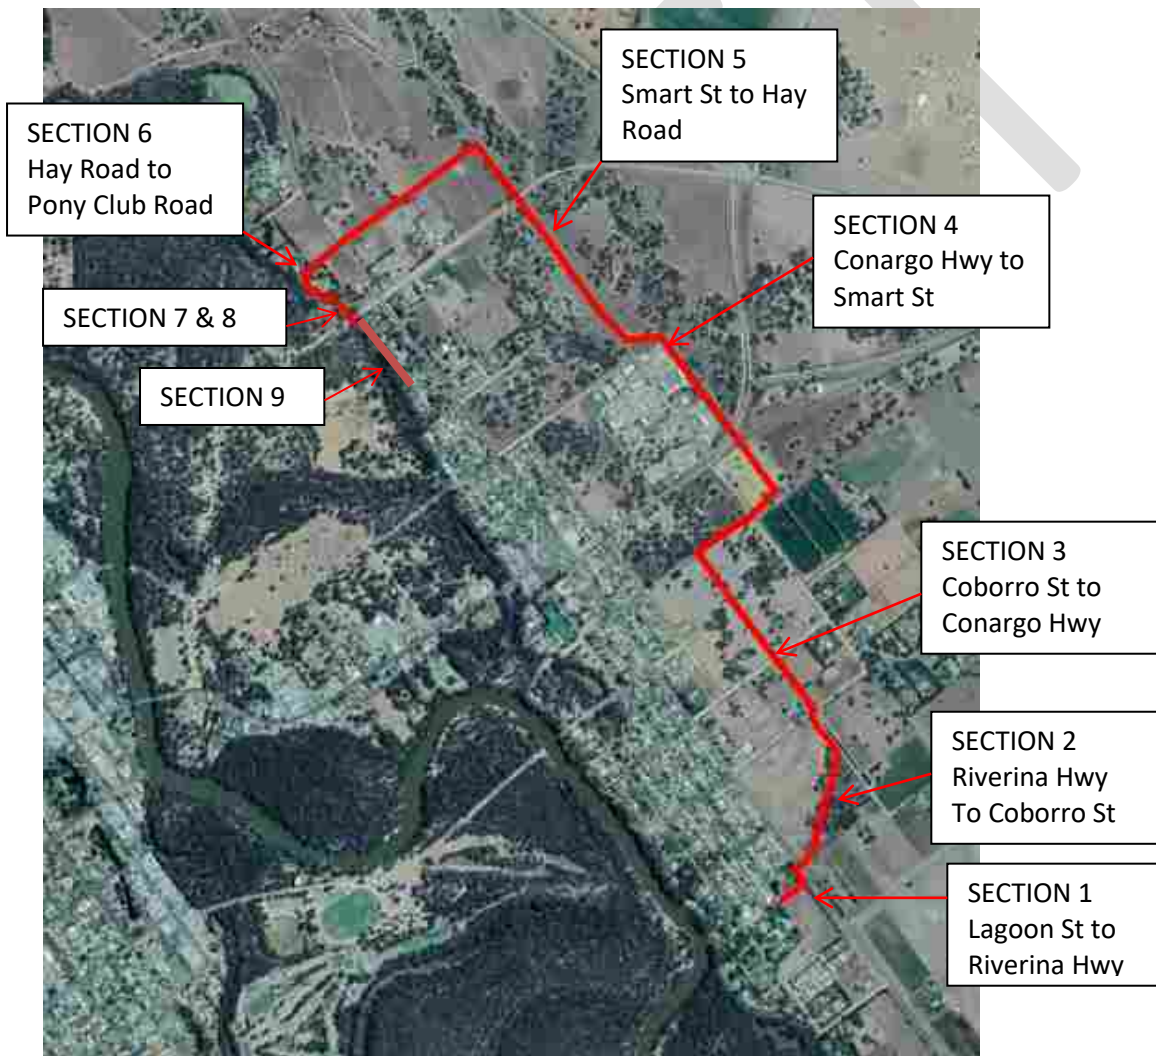 SECTION 5
Smart St to Hay
Road
SECTION 6
Hay Road to
Pony Club Road
SECTION 4
Conargo Hwy to
Smart St
SECTION 7 & 8
SECTION 9
SECTION 3
Coborro St to
Conargo Hwy
SECTION 2
Riverina Hwy
To Coborro St
SECTION 1
Lagoon St to
Riverina Hwy